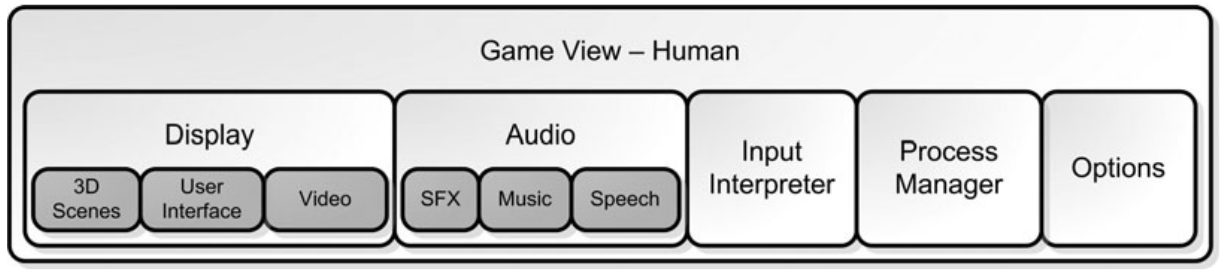 Game View – Human
Display
3D
Scenes
User
Interface
Video
Audio
SFX
Music
Speech
Input
Interpreter
Process
Manager
Options